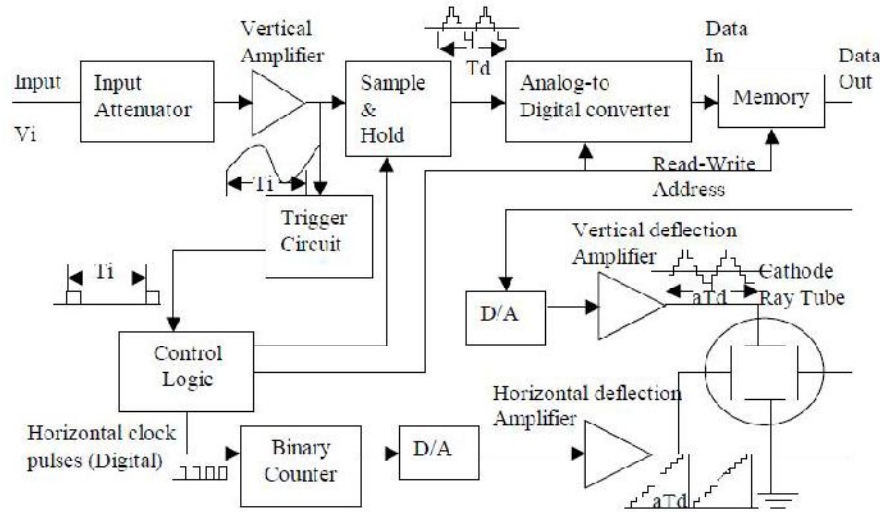 Vertical
Amplifier
Td
Data
In
Data
Out
Input
Vi
Input
Attenuator
Sample
&
Hold
Analog-to
Digital converter
Memory
Ti
Read-Write
Address
Trigger
Circuit
Vertical deflection
Amplifier
Ti
Cathode
Ray Tube
aTd
D/A
Control
Logic
Horizontal deflection
Amplifier
Horizontal clock
pulses (Digital)
Binary
Counter
D/A
aTd